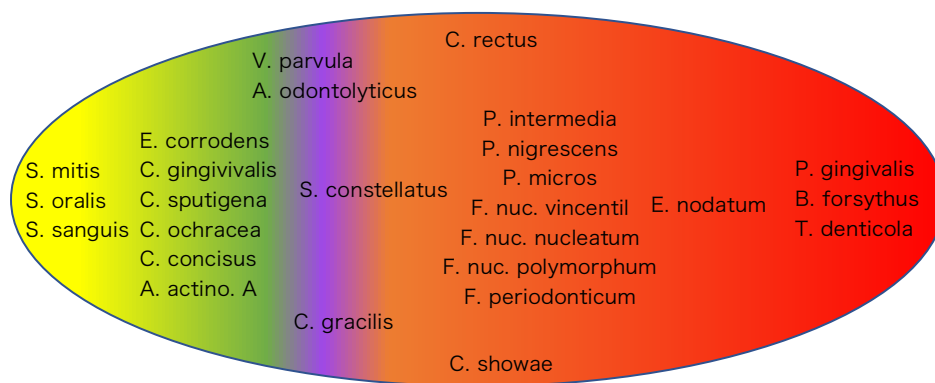 S. mitis
S. oralis
S. sanguis
E. corrodens
C. gingivivalis
C. sputigena
C. ochracea
C. concisus
A. actino. A
V. parvula
A. odontolyticus
S. constellatus
C. gracilis
C. rectus
P. intermedia
P. nigrescens
P. micros
F. nuc. vincentil
F. nuc. nucleatum
F. nuc. polymorphum
F. periodonticum
C. showae
E. nodatum
P. gingivalis
B. forsythus
T. denticola